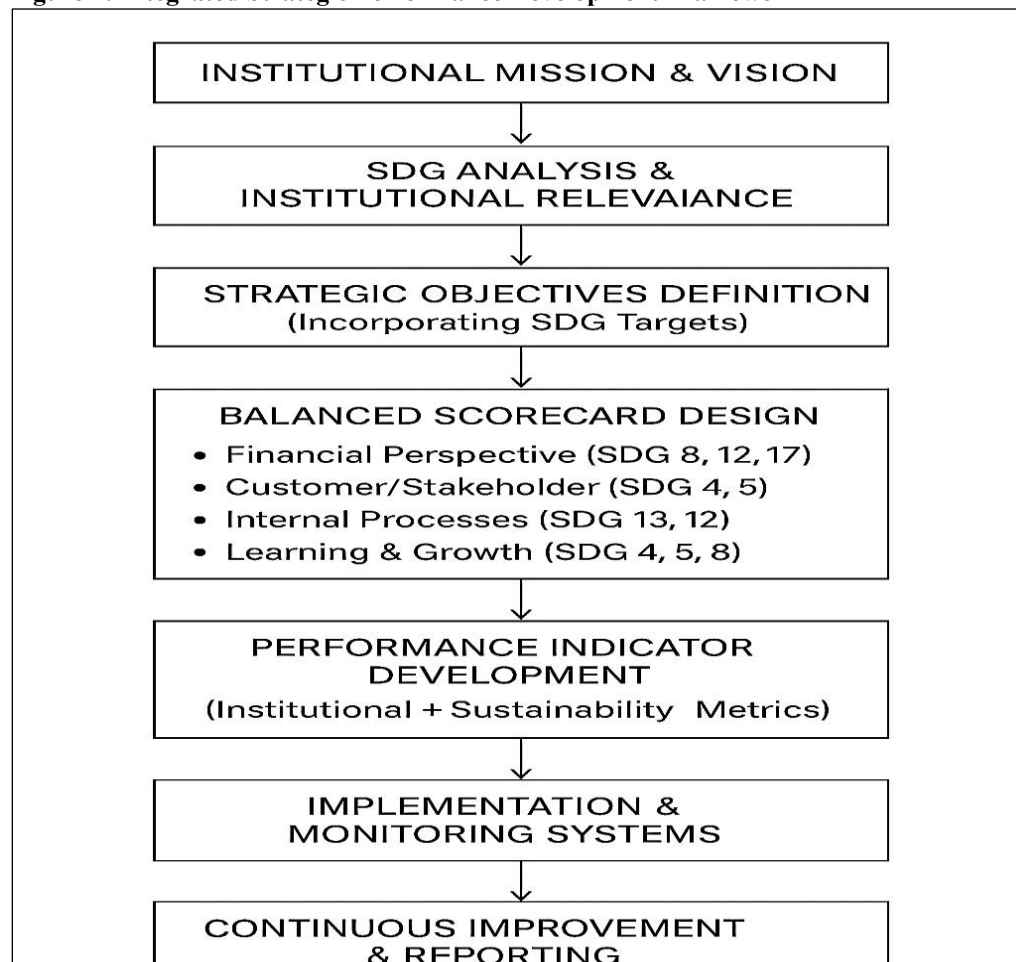 INSTITUTIONAL MISSION & VISION
SDG ANALYSIS &
INSTITUTIONAL RELEVAIANCE
STRATEGIC OBJECTIVES DEFINITION
(Incorporating SDG Targets)
BALANCED SCORECARD DESIGN
• Financial Perspective (SDG 8, 12, 17)
• Customer/Stakeholder (SDG 4, 5)
• Internal Processes (SDG 13, 12)
• Learning & Growth (SDG 4, 5, 8)
PERFORMANCE INDICATOR
DEVELOPMENT
(Institutional + Sustainability Metrics)
IMPLEMENTATION &
MONITORING SYSTEMS
CONTINUOUS IMPROVEMENT
& REPORTING